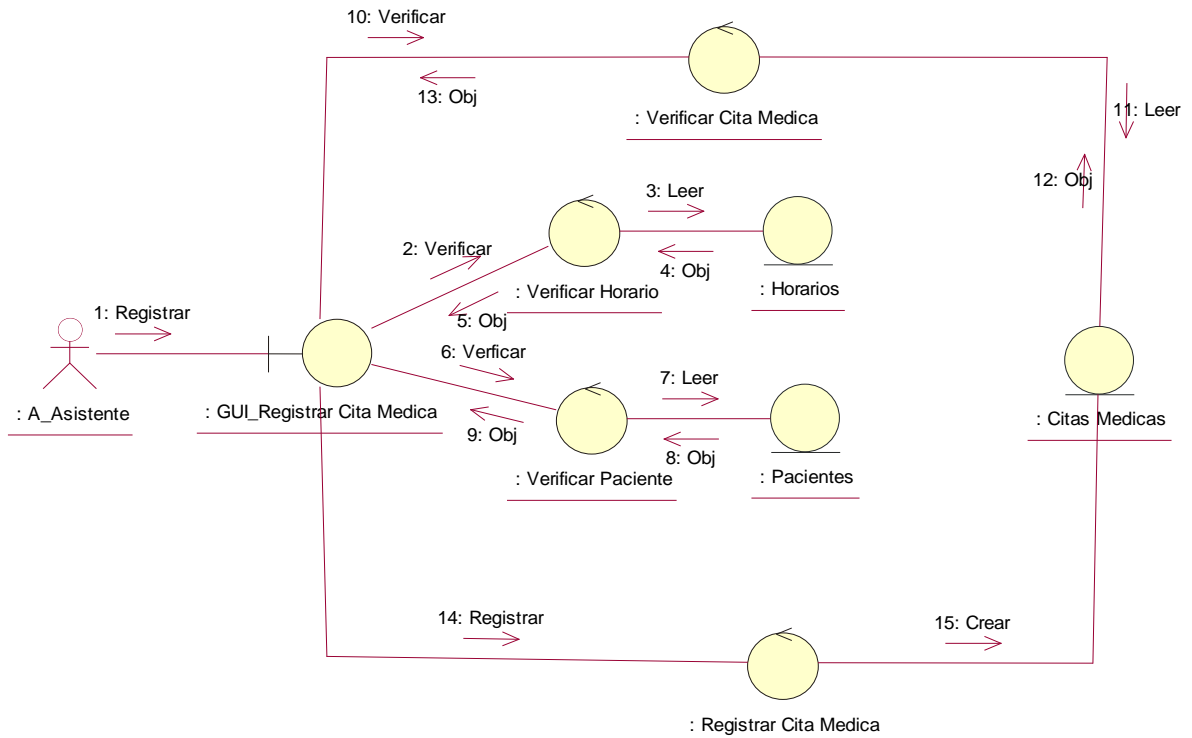 10: Verificar
13: Obj
: Verificar Cita Medica
11: Leer
12: Obj
3: Leer
2: Verificar
4: Obj
: Verificar Horario
: Horarios
1: Registrar
5: Obj
6: Verficar
7: Leer
: A_Asistente
: GUI_Registrar Cita Medica
9: Obj
8: Obj
: Citas Medicas
: Verificar Paciente
: Pacientes
14: Registrar
15: Crear
: Registrar Cita Medica